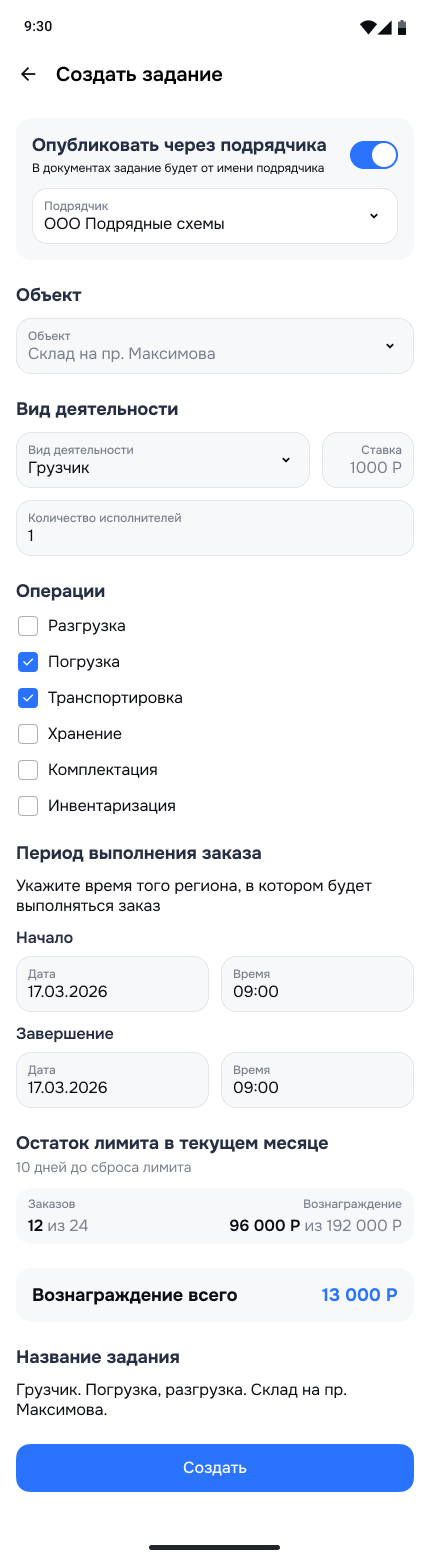 9:30
Создать задание
Опубликовать через подрядчика
В документах задание будет от имени подрядчика
Подрядчик
ООО Подрядные схемы
Объект
Объект
Склад на пр. Максимова
Вид деятельности
Вид деятельности
Грузчик
Ставка
1000 Р
Количество исполнителей
1
Операции
Разгрузка
Погрузка
Транспортировка
Хранение
Комплектация
Инвентаризация
Период выполнения заказа
Укажите время того региона, в котором будет
выполняться заказ
Начало
Дата
17.03.2026
Время
09:00
Завершение
Дата
17.03.2026
Время
09:00
Остаток лимита в текущем месяце
10 дней до сброса лимита
Заказов
12 из 24
Вознаграждение
96 000 Р из 192 000 Р
Вознаграждение всего
13 000 Р
Название задания
Грузчик. Погрузка, разгрузка. Склад на пр.
Максимова.
Создать